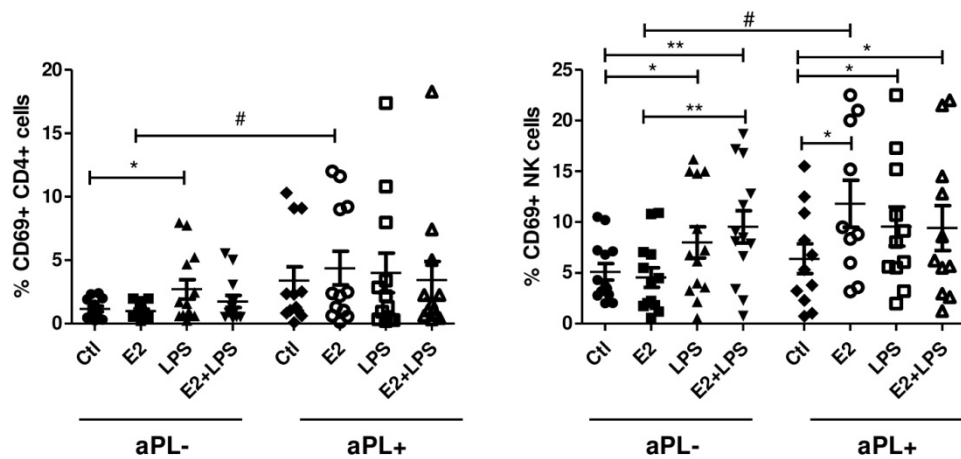 % CD69+ CD4+ cells
20
15
10
5
0
*
#
Ctl
E2
LPS
E2+LPS
Ctl
E2
LPS
E2+LPS
aPL-
aPL+
% CD69+ NK cells
25
20
15
10
5
0
#
**
*
**
*
*
*
Ctl
E2
LPS
E2+LPS
Ctl
E2
LPS
E2+LPS
aPL-
aPL+